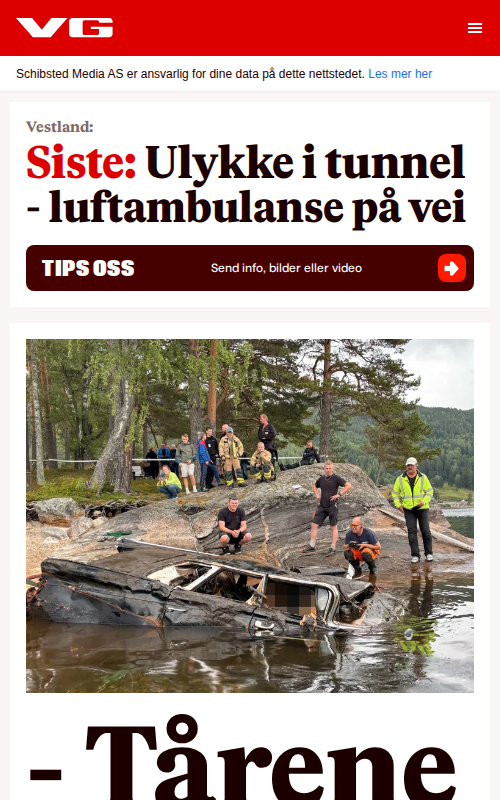 VG
Schibsted Media AS er ansvarlig for dine data på dette nettstedet. Les mer her
Vestland:
Siste: Ulykke i tunnel
- luftambulanse på vei
TIPS OSS
Send info, bilder eller video
- Tårene